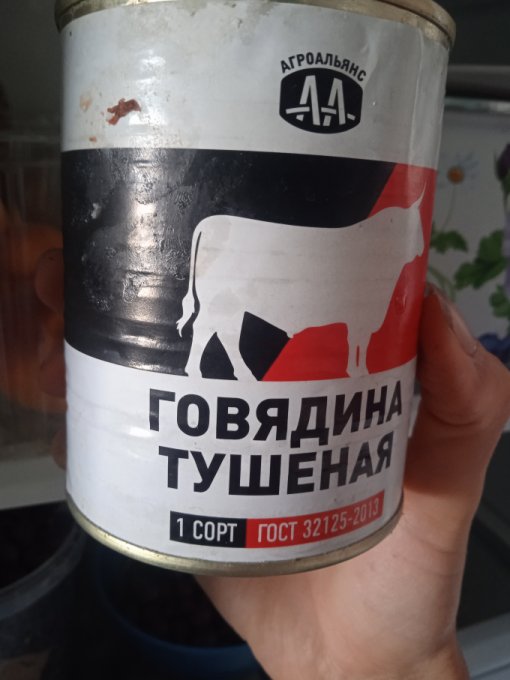 АГРОАЛЬЯНС
АА
ГОВЯДИНА
ТУШЕНАЯ
1 СОРТ ГОСТ 32125-2013